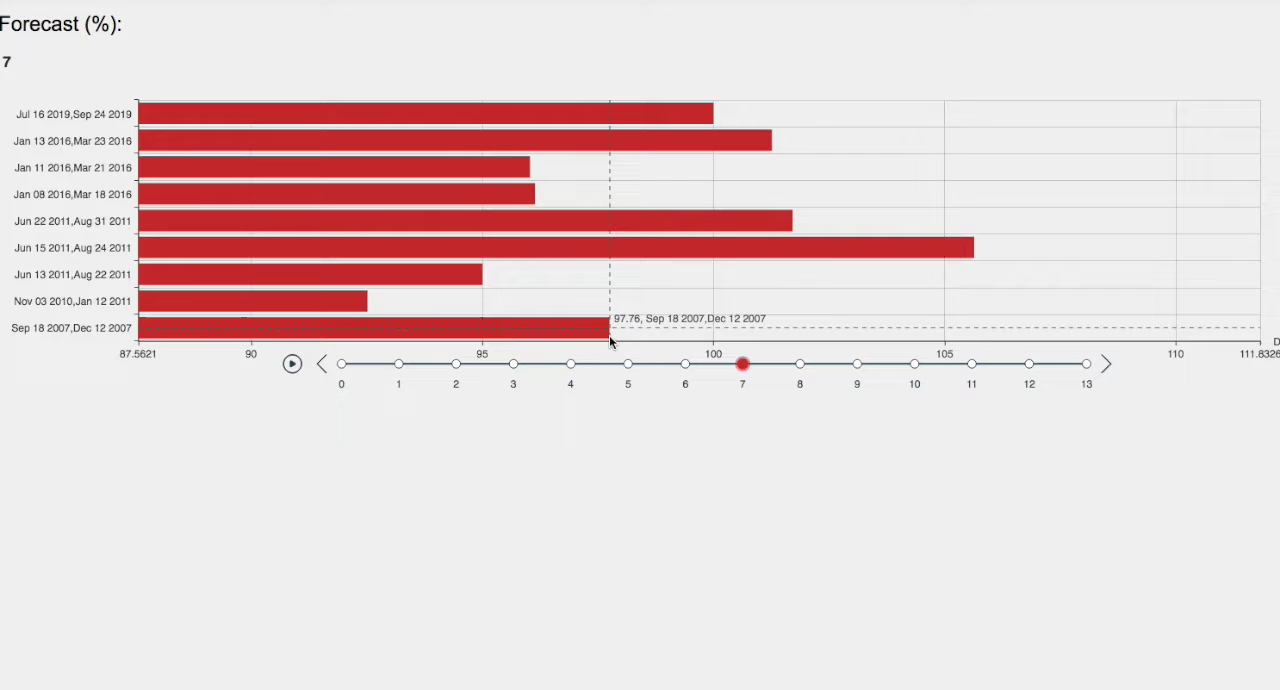 Forecast (%):
7
Jul 16 2019,Sep 24 2019
Jan 13 2016,Mar 23 2016
Jan 11 2016,Mar 21 2016
Jan 08 2016,Mar 18 2016
Jun 22 2011,Aug 31 2011
Jun 15 2011,Aug 24 2011
Jun 13 2011,Aug 22 2011
Nov 03 2010,Jan 12 2011
97.76, Sep 18 2007,Dec 12 2007
Sep 18 2007,Dec 12 2007
D
87.5621 90 95 100 105 110 111.8326
0 1 2 3 4 5 6 7 8 9 10 11 12 13